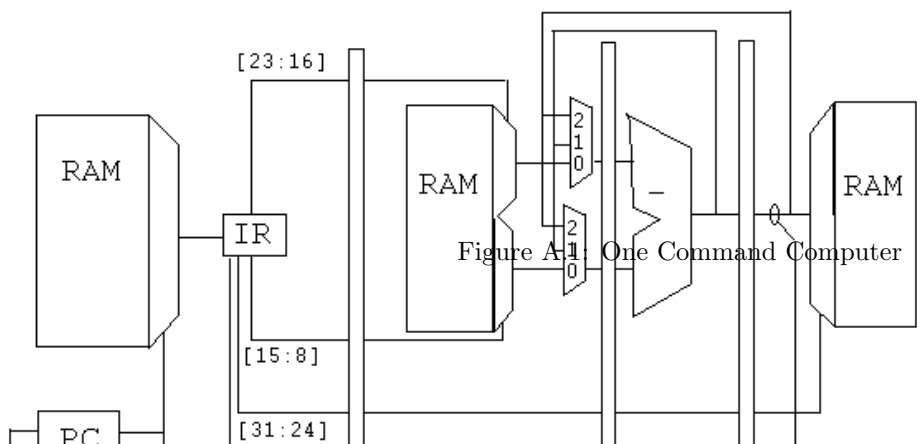 [23:16]
2
1
0
RAM
RAM
RAM
–
IR
2
1
0
Figure A.1: One Command Computer
[15:8]
[31:24]
PC